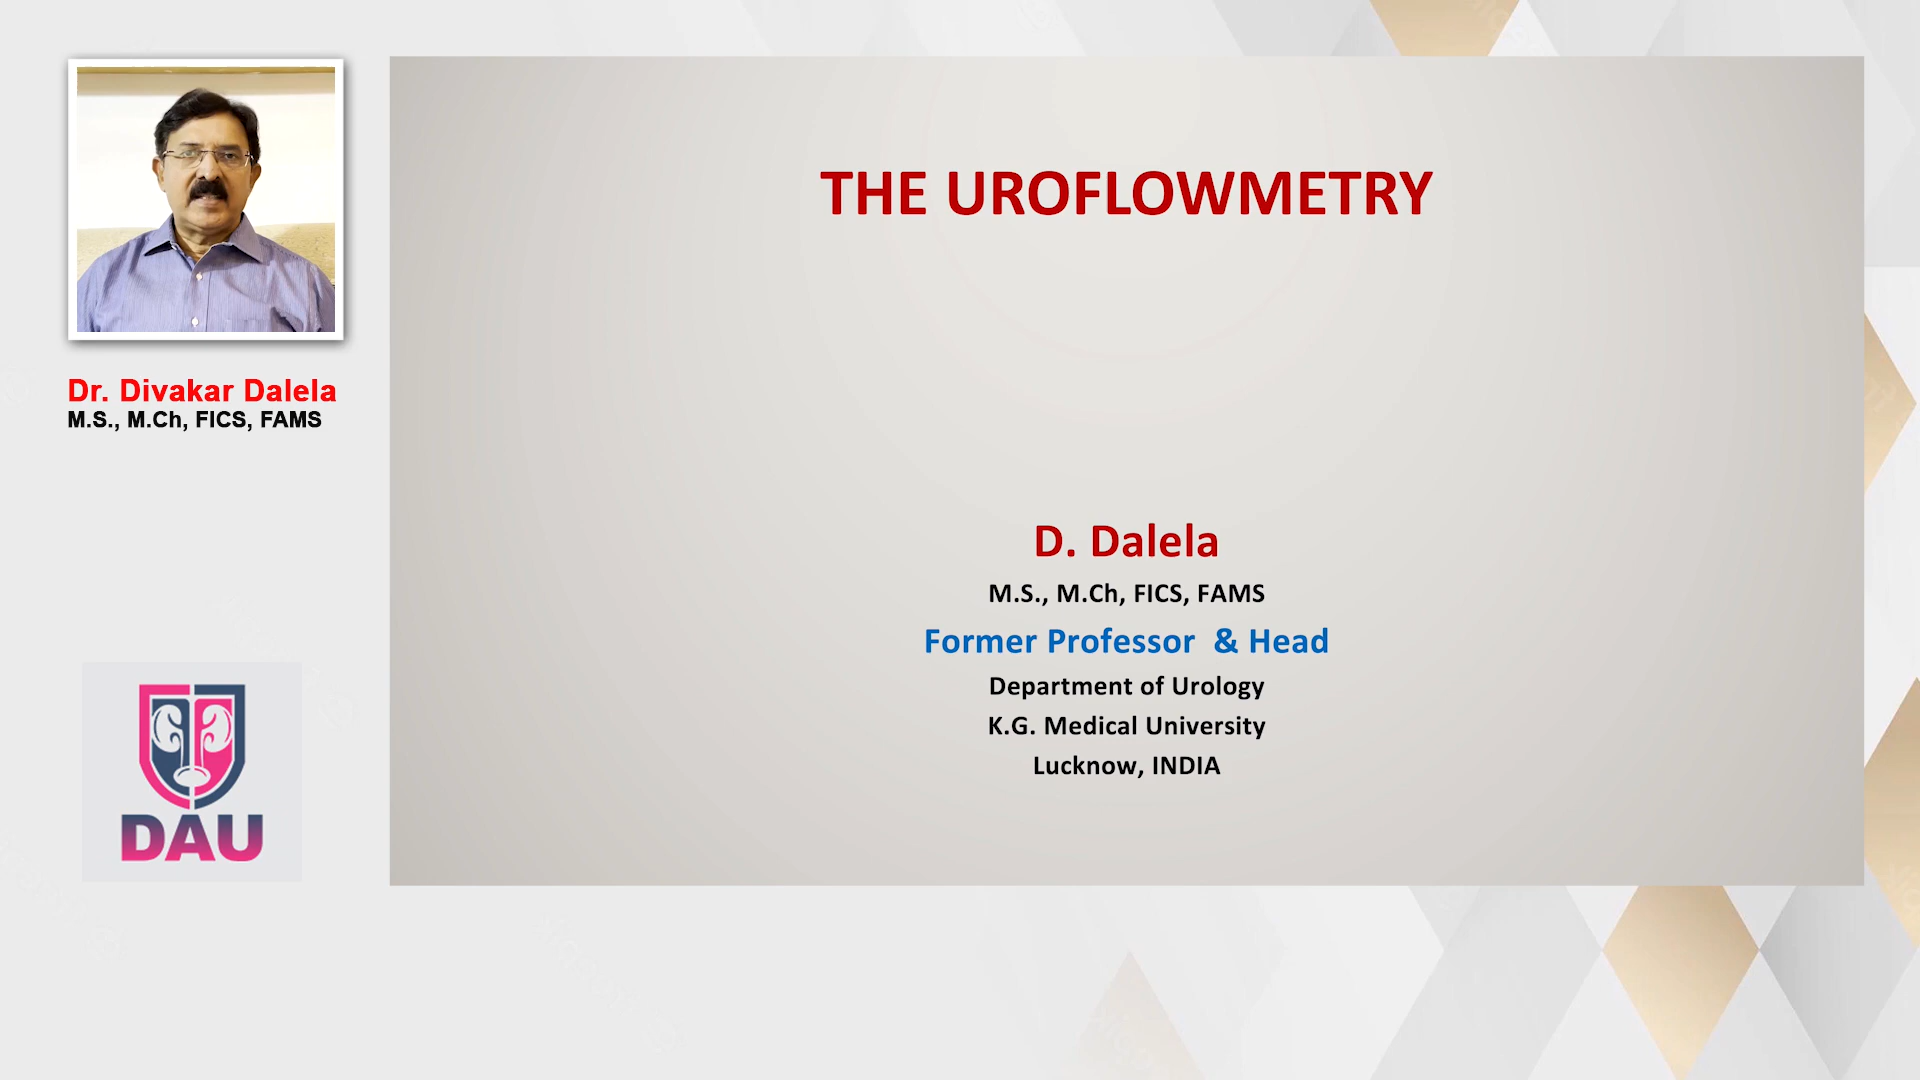 Dr. Divakar Dalela
M.S., M.Ch, FICS, FAMS
DAU
THE UROFLOWMETRY
D. Dalela
M.S., M.Ch, FICS, FAMS
Former Professor & Head
Department of Urology
K.G. Medical University
Lucknow, INDIA